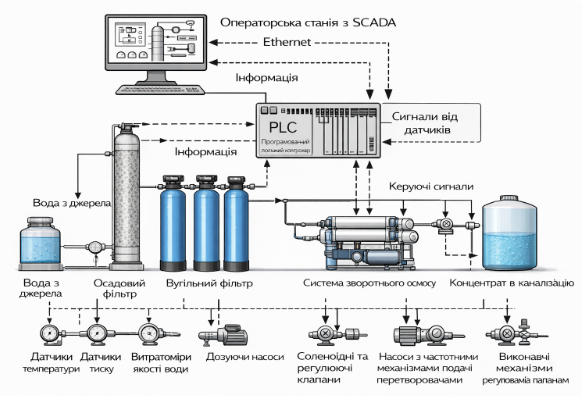 Операторська станія з SCADA
Ethernet
Інформація
PLC
Програмований
логічний контролер
Сигнали від
датчиків
Інформація
Вода з джерела
Керуючі сигнали
Вода з
джерела
Осадовий
фільтр
Вугільний фільтр
Система зворотного осмосу
Концентрат в каналізацію
Датчики
температури
Датчики
тиску
Витратоміри
якості води
Дозуючі насоси
Соленоїдні та
регулюючі
клапани
Насоси з частотними
механізмами подачі
перетворовачами
Виконавчі
механізми
регуловаміа папанам